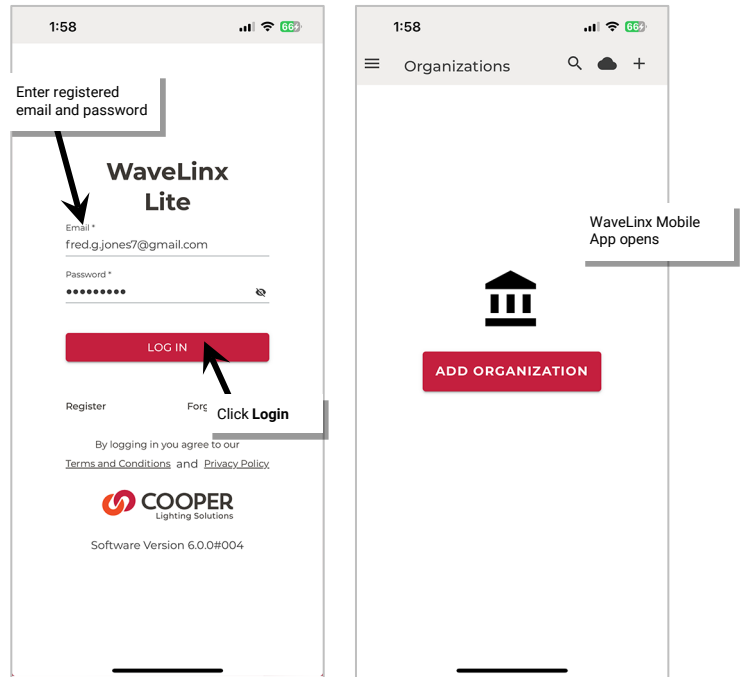 1:58
66
Enter registered
email and password
WaveLinx
Lite
Email *
fred.g.jones7@gmail.com
Password *
LOG IN
Register
Click Login
By logging in you agree to our
Terms and Conditions and Privacy Policy
COOPER
Lighting Solutions
Software Version 6.0.0#004
1:58
66
Organizations
WaveLinx Mobile
App opens
ADD ORGANIZATION